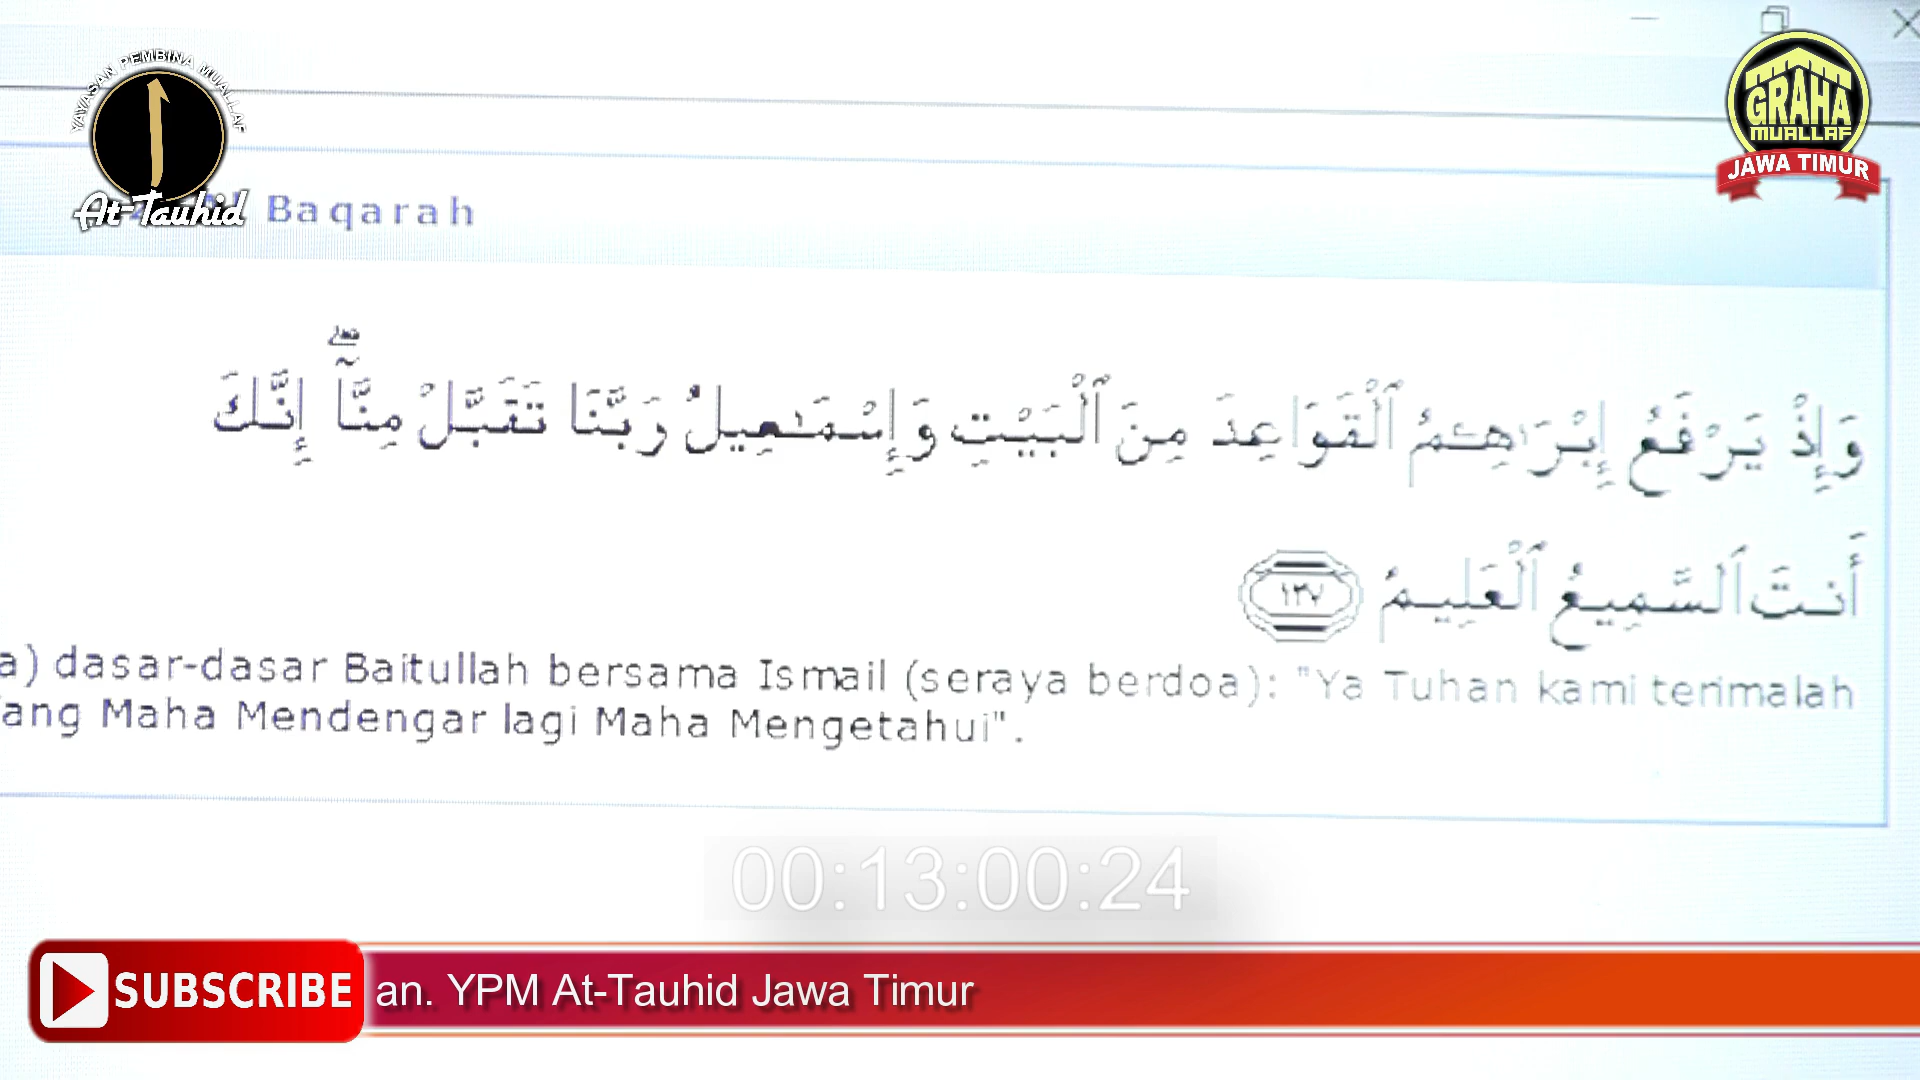 YAYASAN PEMBINA MUALLAF
At-Tauhid
GRAHA
MUALLAF
JAWA TIMUR
Baqarah
وَإِذْ يَرْفَعُ إِبْرَٰهِـۧمُ ٱلْقَوَاعِدَ مِنَ ٱلْبَيْتِ وَإِسْمَـٰعِيلُ رَبَّنَا تَقَبَّلْ مِنَّآ ۖ إِنَّكَ
أَنتَ ٱلسَّمِيعُ ٱلْعَلِيمُ ١٢٧
a) dasar-dasar Baitullah bersama Ismail (seraya berdoa): "Ya Tuhan kami terimalah
ang Maha Mendengar lagi Maha Mengetahui".
00:13:00:24
SUBSCRIBE an. YPM At-Tauhid Jawa Timur